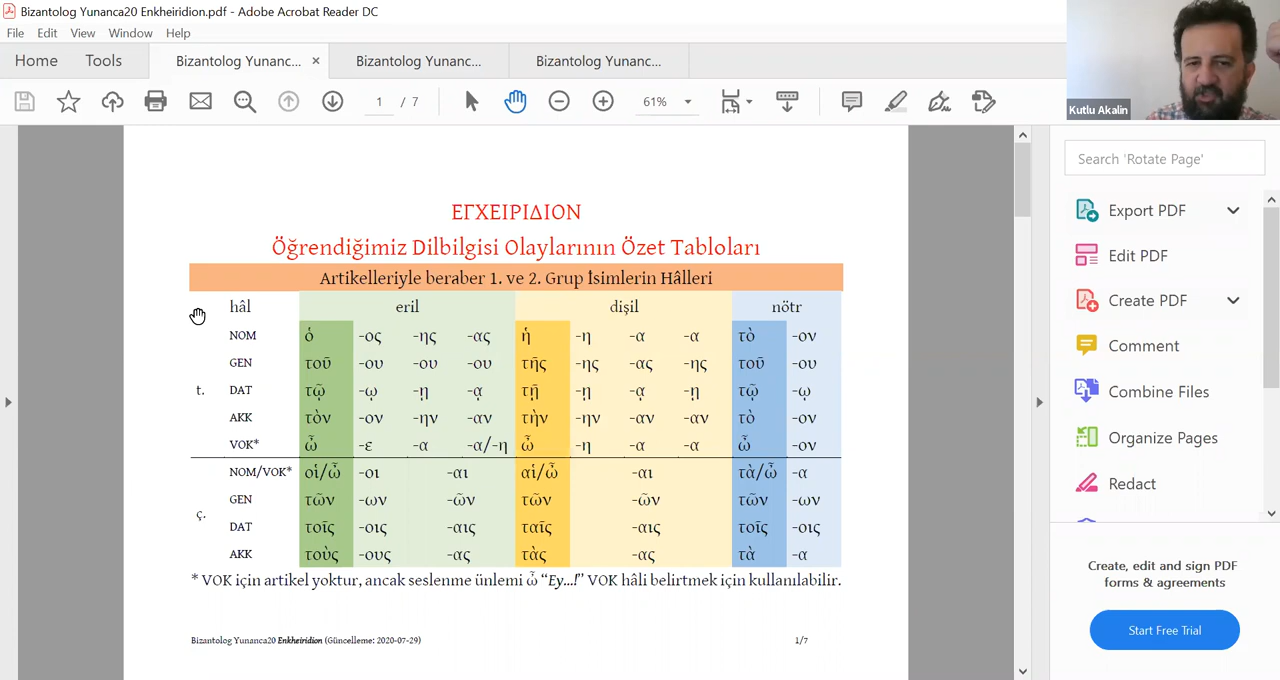 Bizantolog Yunanca20 Enkheiridion.pdf - Adobe Acrobat Reader DC
File Edit View Window Help
Home Tools Bizantolog Yunanc... × Bizantolog Yunanc... Bizantolog Yunanc...
1 / 7 61%
Kutlu Akalin
Search 'Rotate Page'
Export PDF
Edit PDF
Create PDF
Comment
Combine Files
Organize Pages
Redact
Create, edit and sign PDF
forms & agreements
Start Free Trial
ΕΓΧΕΙΡΙΔΙΟΝ
Öğrendiğimiz Dilbilgisi Olaylarının Özet Tabloları
Artikelleriyle beraber 1. ve 2. Grup İsimlerin Hâlleri
hâl eril dişil nötr
NOM ὁ -ος -ης -ας ἡ -η -α -α τὸ -ον
GEN τοῦ -ου -ου -ου τῆς -ης -ας -ης τοῦ -ου
t. DAT τῷ -ῳ -ῃ -ᾳ τῇ -ῃ -ᾳ -ῃ τῷ -ῳ
AKK τὸν -ον -ην -αν τὴν -ην -αν -αν τὸ -ον
VOK* ὦ -ε -α -α/-η ὦ -η -α -α ὦ -ον
NOM/VOK* οἱ/ὦ -οι -αι αἱ/ὦ -αι τὰ/ὦ -α
GEN τῶν -ων -ῶν τῶν -ῶν τῶν -ων
ç. DAT τοῖς -οις -αις ταῖς -αις τοῖς -οις
AKK τοὺς -ους -ας τὰς -ας τὰ -α
* VOK için artikel yoktur, ancak seslenme ünlemi ὦ “Ey...!” VOK hâli belirtmek için kullanılabilir.
Bizantolog Yunanca20 Enkheiridion (Güncelleme: 2020-07-29) 1/7